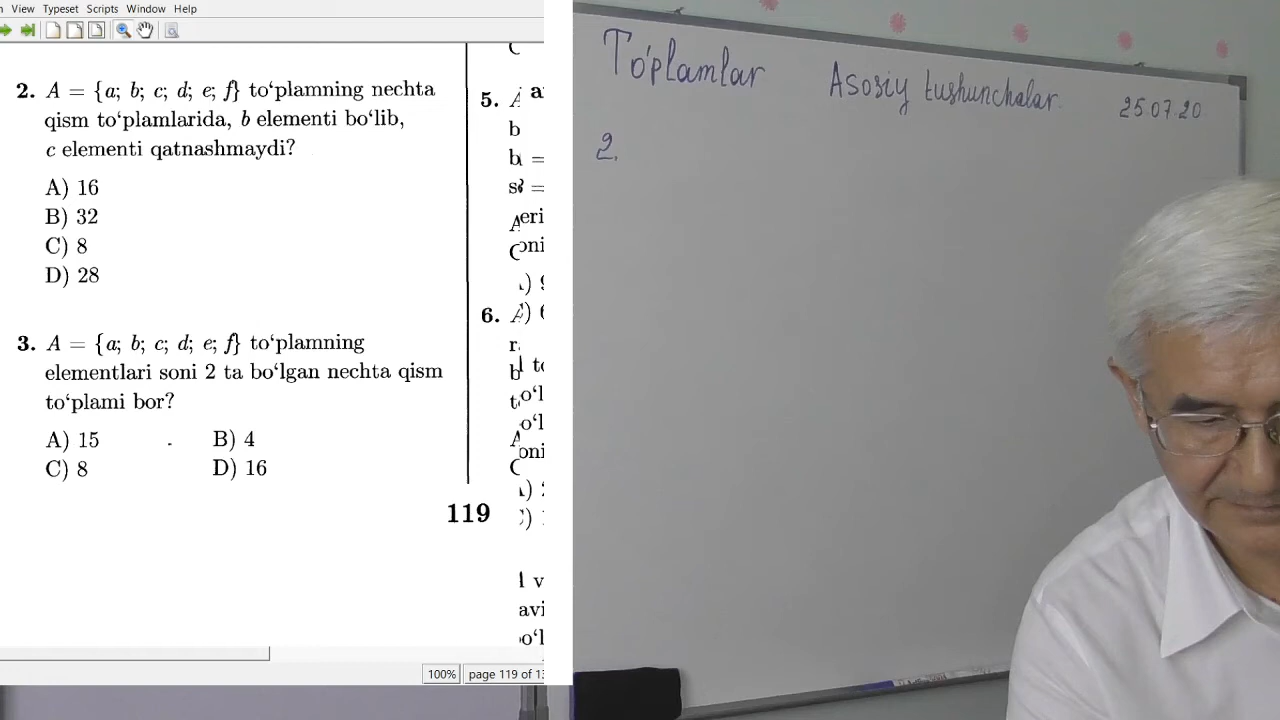 View Typeset Scripts Window Help
2. A = {a; b; c; d; e; f} to‘plamning nechta
qism to‘plamlarida, b elementi bo‘lib,
c elementi qatnashmaydi?
A) 16
B) 32
C) 8
D) 28
3. A = {a; b; c; d; e; f} to‘plamning
elementlari soni 2 ta bo‘lgan nechta qism
to‘plami bor?
A) 15 B) 4
C) 8 D) 16
119
5.
6.
100% page 119 of
To'plamlar Asosiy tushunchalar. 25.07.20
2.